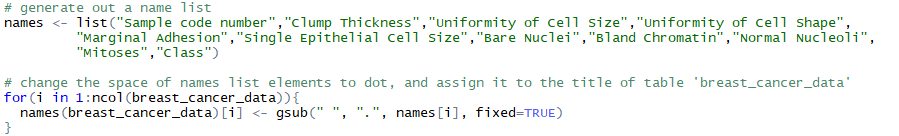 # generate out a name list
names <- list("Sample code number","Clump Thickness","Uniformity of Cell Size","Uniformity of Cell Shape",
"Marginal Adhesion","Single Epithelial Cell Size","Bare Nuclei","Bland Chromatin","Normal Nucleoli",
"Mitoses","Class")
# change the space of names list elements to dot, and assign it to the title of table 'breast_cancer_data'
for(i in 1:ncol(breast_cancer_data)){
names(breast_cancer_data)[i] <- gsub(" ", ".", names[i], fixed=TRUE)
}